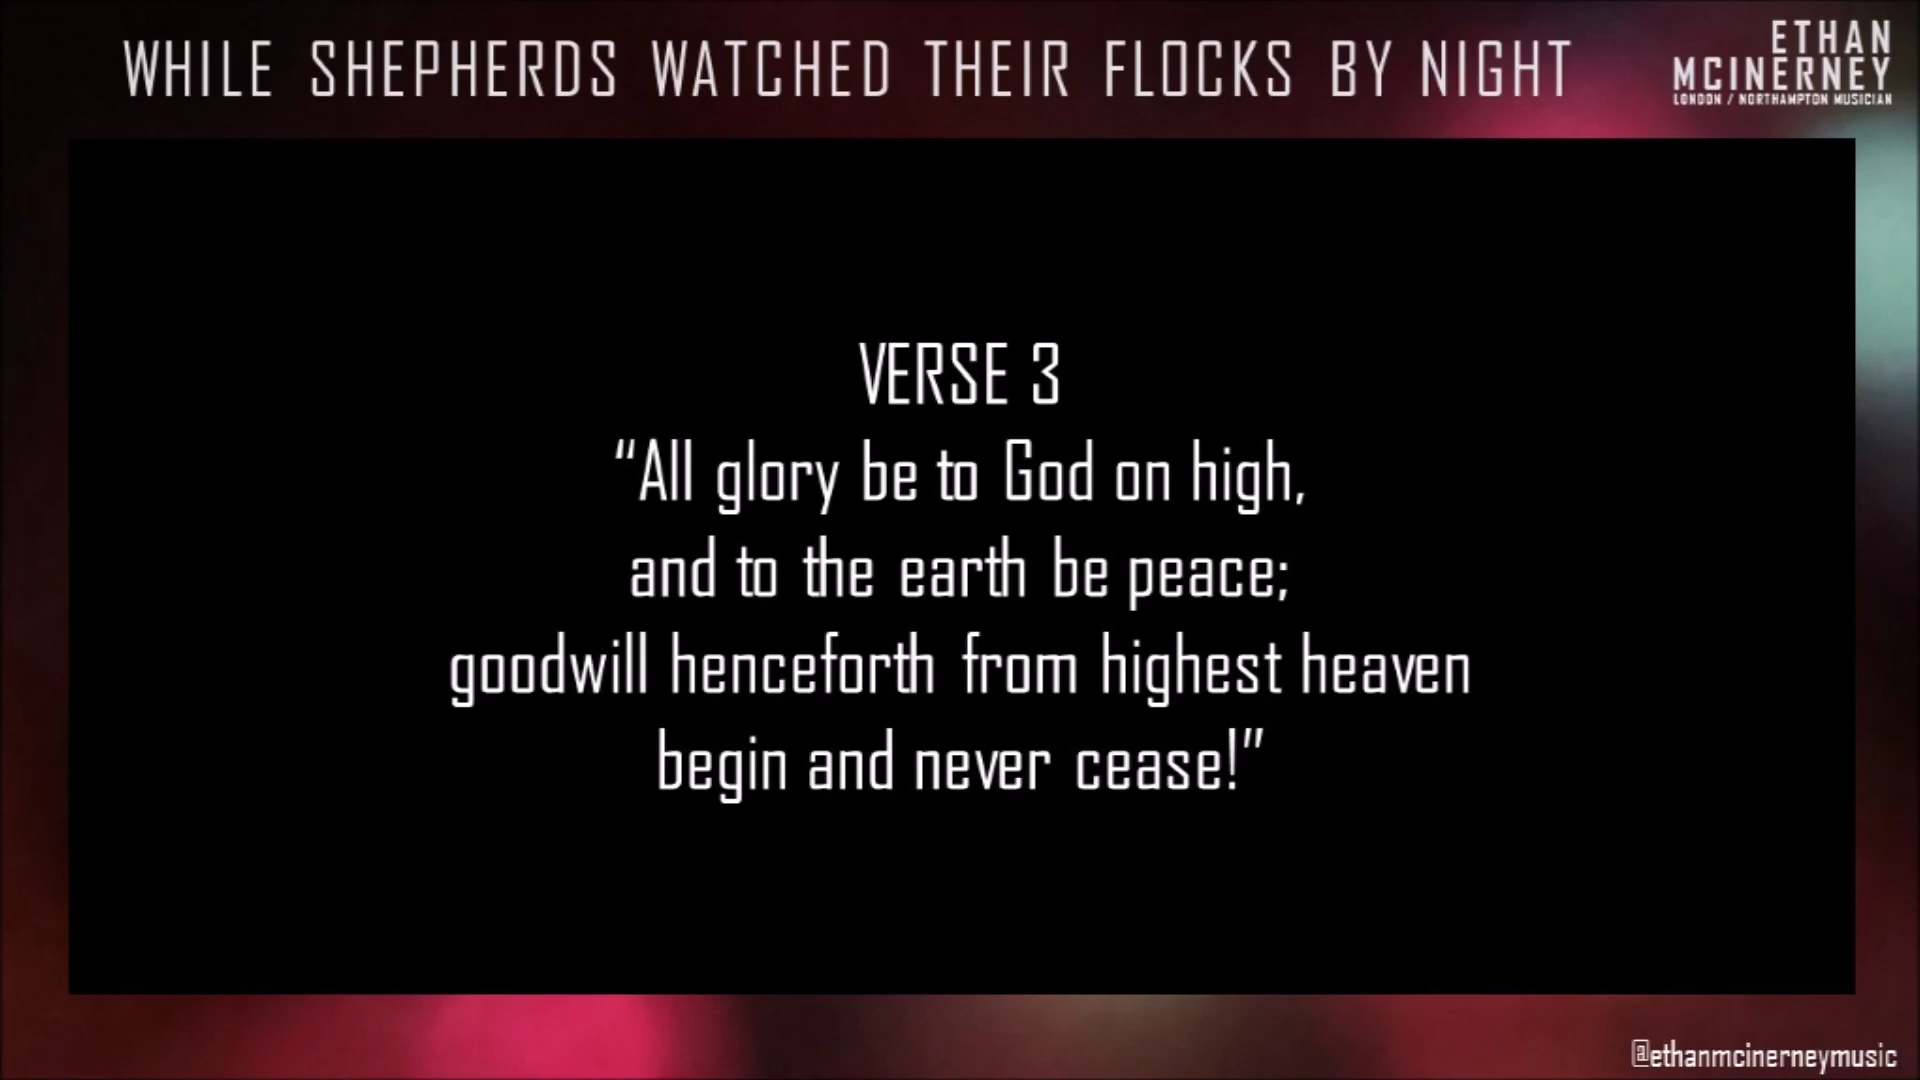 WHILE SHEPHERDS WATCHED THEIR FLOCKS BY NIGHT
ETHAN
MCINERNEY
LONDON / NORTHAMPTON MUSICIAN
VERSE 3
“All glory be to God on high,
and to the earth be peace;
goodwill henceforth from highest heaven
begin and never cease!”
@ethanmcinerneymusic